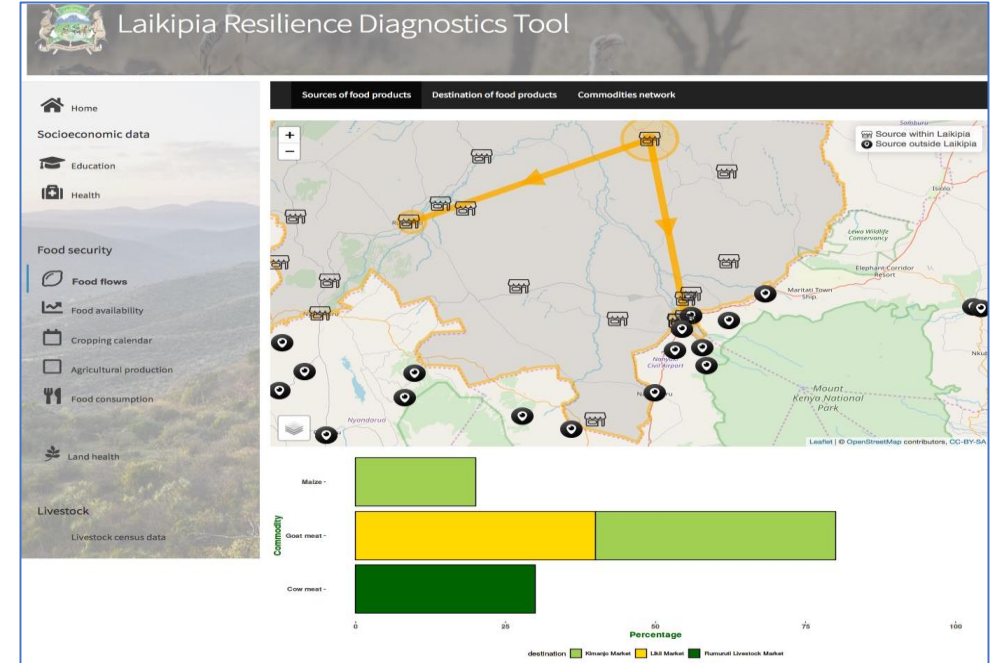 Laikipia Resilience Diagnostics Tool
Home
Socioeconomic data
Education
Health
Food security
Food flows
Food availability
Cropping calendar
Agricultural production
Food consumption
Land health
Livestock
Livestock census data
Sources of food products Destination of food products Commodities network
+
−
Source within Laikipia
Source outside Laikipia
Samburu
Isiolo
Lewa Wildlife
Conservancy
Elephant Corridor
Resort
Maritati Town
Ship
Civil Airport
Mount
Kenya National
Park
Nyandarua
Leaflet | © OpenStreetMap contributors, CC-BY-SA
Commodity
Maize -
Goat meat -
Cow meat -
0 25 50 75 100
Percentage
destination Kimanjo Market Likii Market Rumuruti Livestock Market